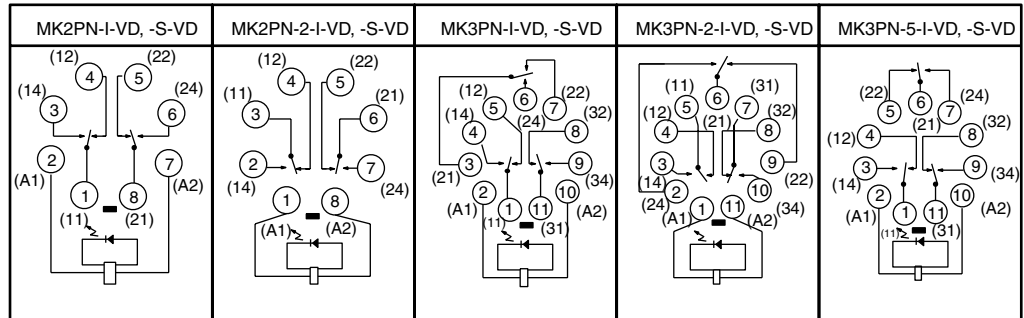 MK2PN-I-VD, -S-VD
(12) (22)
4 5
(14) (24)
3 6
2 7
(A1) (A2)
1 8
(11) (21)
MK2PN-2-I-VD, -S-VD
(12) (22)
4 5
(11) (21)
3 6
2 7
(14) (24)
1 8
(A1) (A2)
MK3PN-I-VD, -S-VD
6
(12) 5 7 (22)
(14) (24) (32)
4 8
3 9
(21) (34)
2 10
(A1) 1 11 (A2)
(11) (31)
MK3PN-2-I-VD, -S-VD
(11) 6 (31)
5 7
(12) (21) (32)
4 8
3 9
(14) (22)
2 10
(24) (34)
(A1) 1 11 (A2)
MK3PN-5-I-VD, -S-VD
(22) 5 6 7 (24)
(12) (21) (32)
4 8
3 9
(14) (34)
2 10
(A1) 1 11 (A2)
(11) (31)